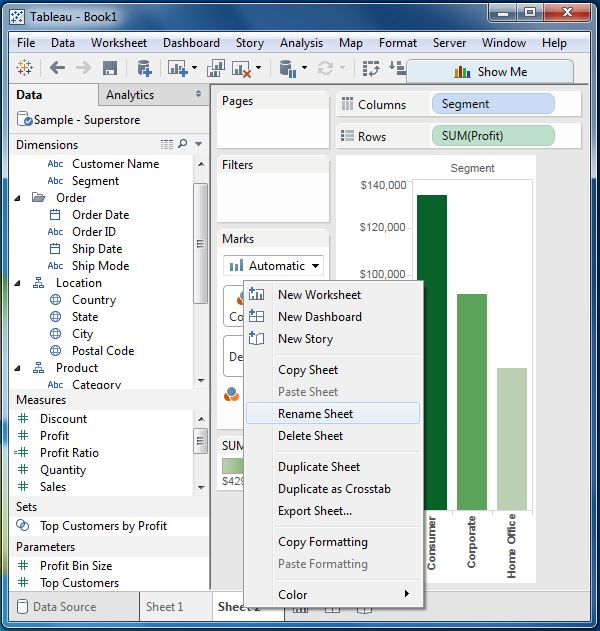 Tableau - Book1
File Data Worksheet Dashboard Story Analysis Map Format Server Window Help
Show Me
Data Analytics
Sample - Superstore
Dimensions
Abc Customer Name
Abc Segment
Order
Order Date
Abc Order ID
Ship Date
Abc Ship Mode
Location
Country
State
City
Postal Code
Product
Abc Category
Measures
Discount
Profit
Profit Ratio
Quantity
Sales
Sets
Top Customers by Profit
Parameters
Profit Bin Size
Top Customers
Pages
Filters
Marks
Automatic
Co
De
SUM
$429
Columns Segment
Rows SUM(Profit)
Segment
$140,000
$120,000
$100,000
Consumer
Corporate
Home Office
New Worksheet
New Dashboard
New Story
Copy Sheet
Paste Sheet
Rename Sheet
Delete Sheet
Duplicate Sheet
Duplicate as Crosstab
Export Sheet...
Copy Formatting
Paste Formatting
Color
Data Source Sheet 1 Sheet 2